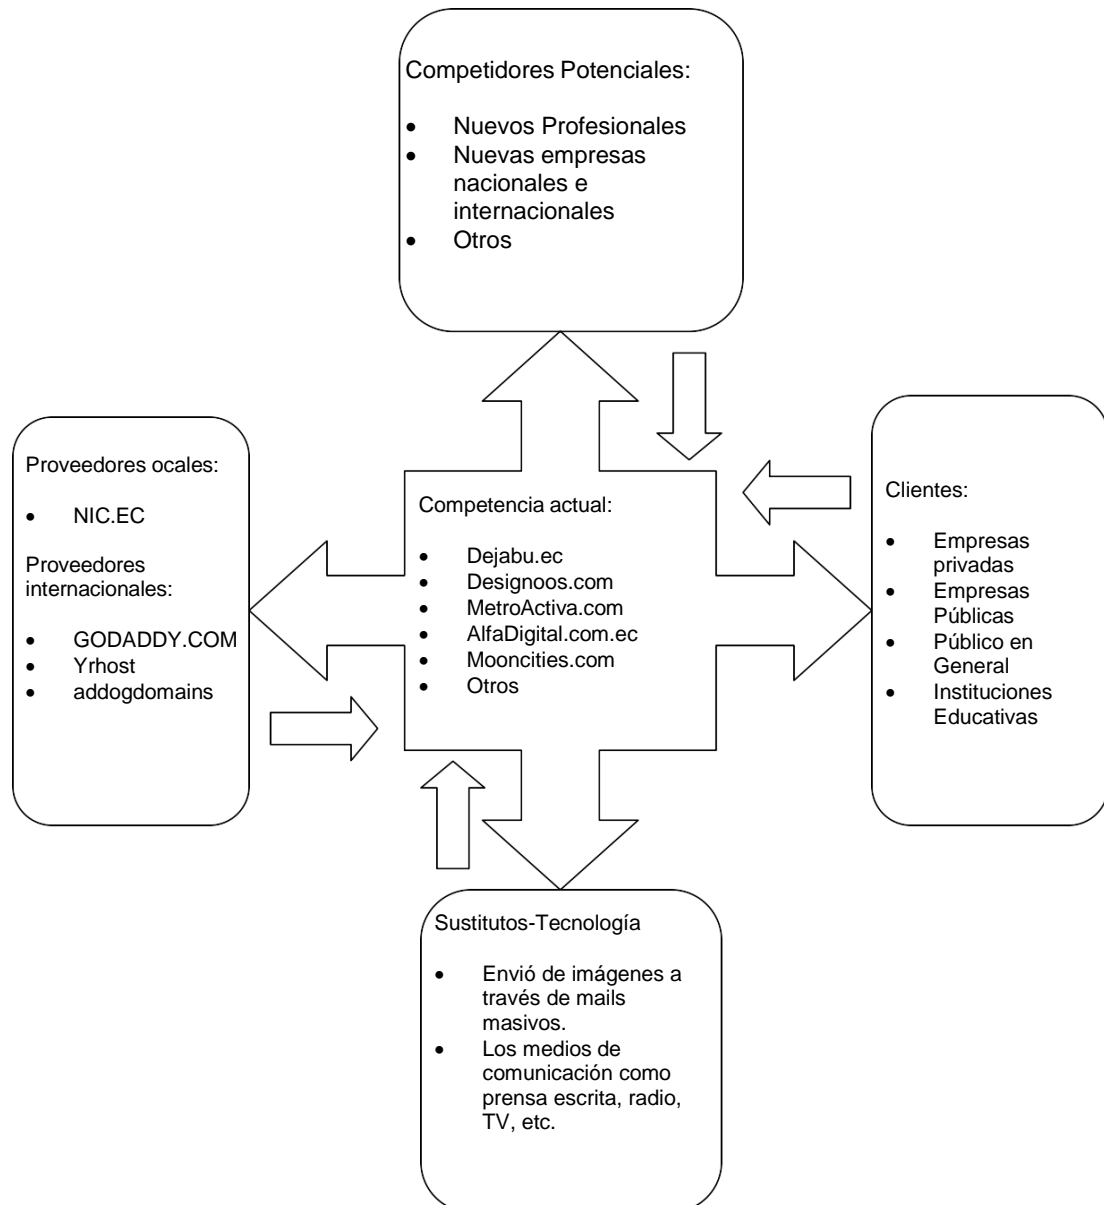 Competidores Potenciales:
• Nuevos Profesionales
• Nuevas empresas
nacionales e
internacionales
• Otros
Proveedores ocales:
• NIC.EC
Proveedores
internacionales:
• GODADDY.COM
• Yrhost
• addogdomains
Competencia actual:
• Dejabu.ec
• Designoos.com
• MetroActiva.com
• AlfaDigital.com.ec
• Mooncities.com
• Otros
Clientes:
• Empresas
privadas
• Empresas
Públicas
• Público en
General
• Instituciones
Educativas
Sustitutos-Tecnología
• Envió de imágenes a
través de mails
masivos.
• Los medios de
comunicación como
prensa escrita, radio,
TV, etc.